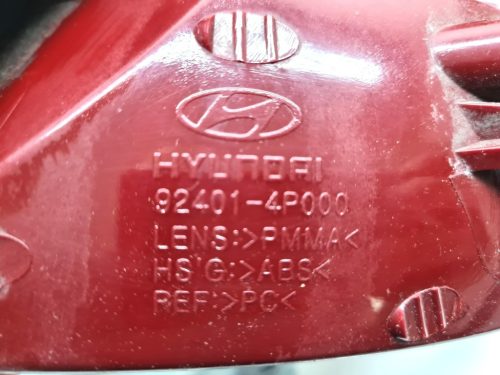 HYUNDAI
92401-4P000
LENS:>PMMA<
HS'G:>ABS<
REF:>PC<